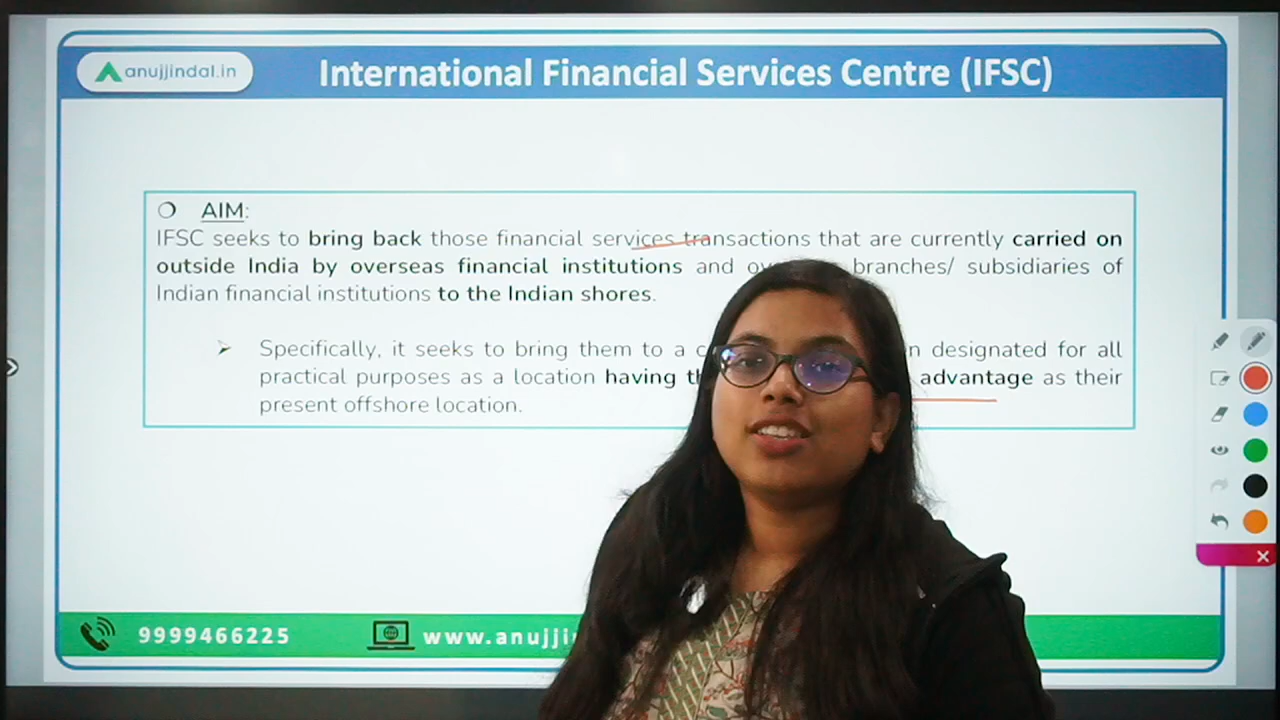 anujjindal.in
International Financial Services Centre (IFSC)
AIM:
IFSC seeks to bring back those financial services transactions that are currently carried on
outside India by overseas financial institutions and branches/ subsidiaries of
Indian financial institutions to the Indian shores.
Specifically, it seeks to bring them to a designated for all
practical purposes as a location having advantage as their
present offshore location.
9999466225
www.anujji